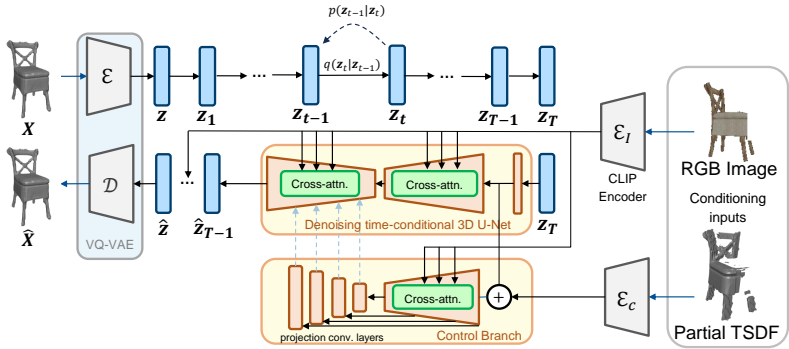 p(z_{t−1}|z_t)
ℰ
q(z_t|z_{t−1})
X
z
z_1
...
z_{t−1}
z_t
...
z_{T−1}
z_T
ℰ_I
CLIP
Encoder
RGB Image
𝒟
...
Cross-attn.
Cross-attn.
X̂
ẑ
ẑ_{T−1}
Denoising time-conditional 3D U-Net
z_T
VQ-VAE
Conditioning
inputs
Cross-attn.
+
ℰ_c
projection conv. layers
Control Branch
Partial TSDF